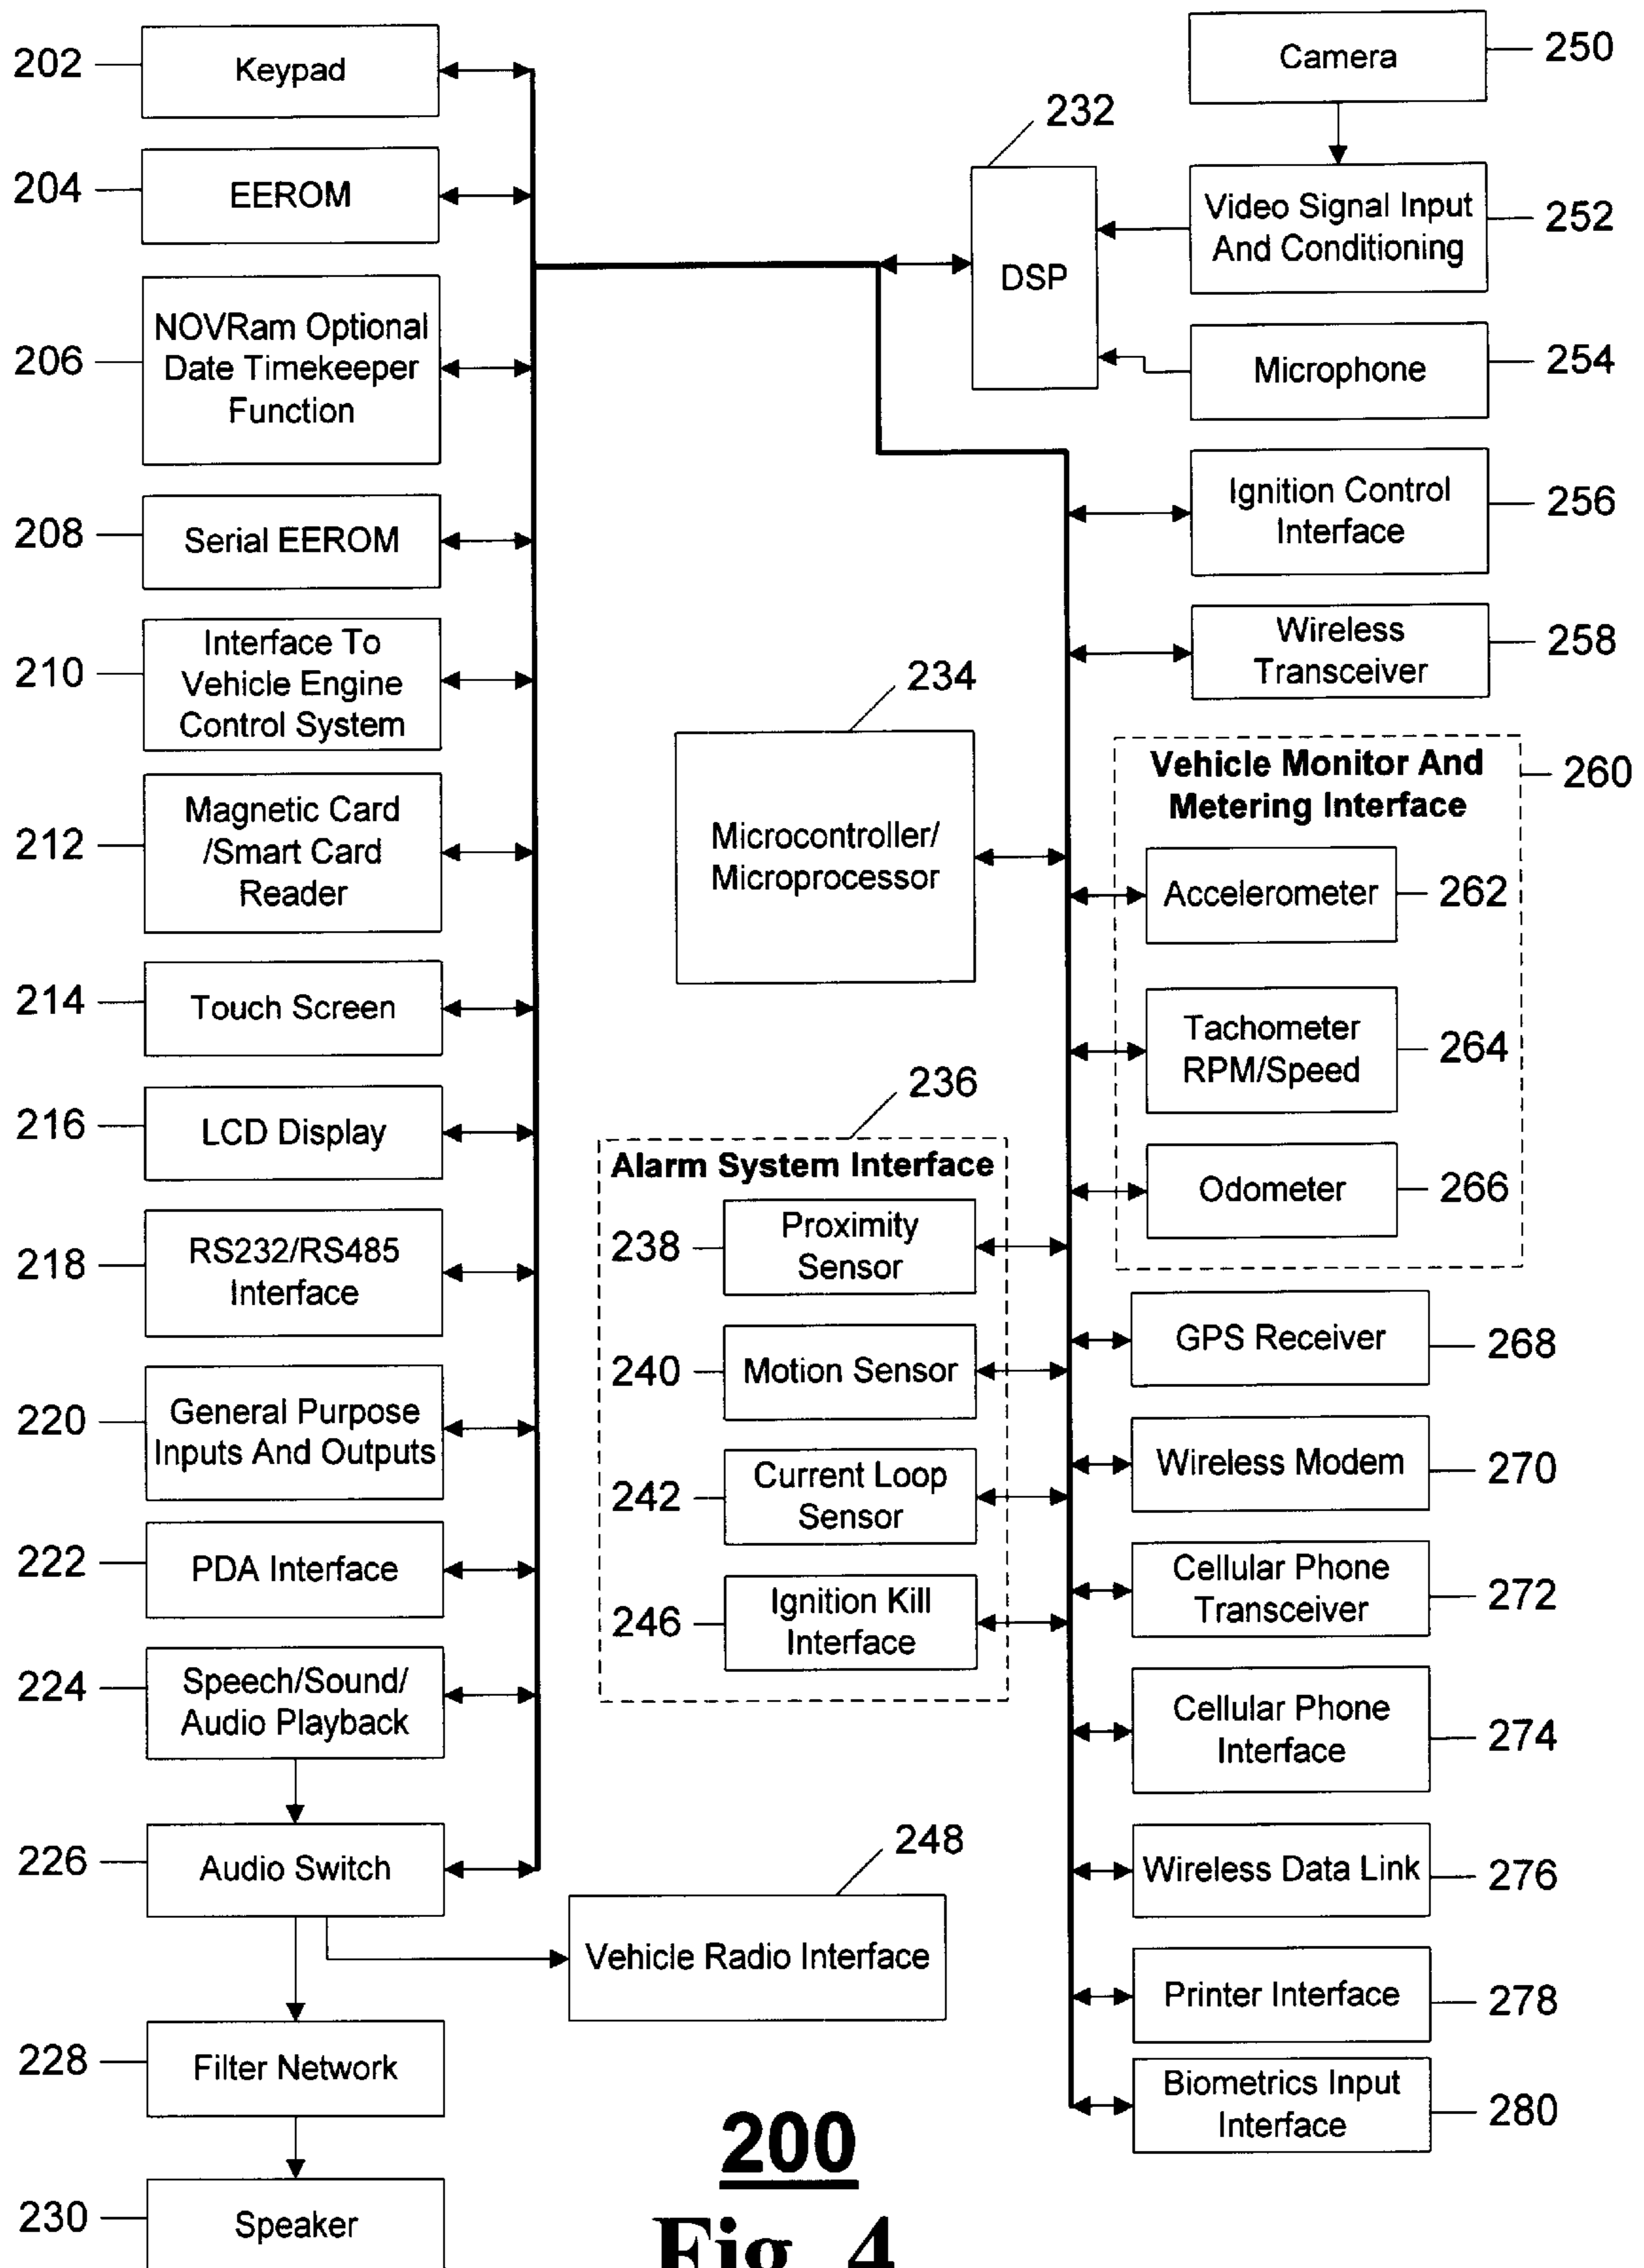 202
Keypad
204
EEROM
206
NOVRam Optional
Date Timekeeper
Function
208
Serial EEROM
210
Interface To
Vehicle Engine
Control System
212
Magnetic Card
/Smart Card
Reader
214
Touch Screen
216
LCD Display
218
RS232/RS485
Interface
220
General Purpose
Inputs And Outputs
222
PDA Interface
224
Speech/Sound/
Audio Playback
226
Audio Switch
228
Filter Network
230
Speaker
232
DSP
234
Microcontroller/
Microprocessor
236
Alarm System Interface
238
Proximity
Sensor
240
Motion Sensor
242
Current Loop
Sensor
246
Ignition Kill
Interface
248
Vehicle Radio Interface
Camera
250
Video Signal Input
And Conditioning
252
Microphone
254
Ignition Control
Interface
256
Wireless
Transceiver
258
Vehicle Monitor And
Metering Interface
260
Accelerometer
262
Tachometer
RPM/Speed
264
Odometer
266
GPS Receiver
268
Wireless Modem
270
Cellular Phone
Transceiver
272
Cellular Phone
Interface
274
Wireless Data Link
276
Printer Interface
278
Biometrics Input
Interface
280
200
Fig. 4